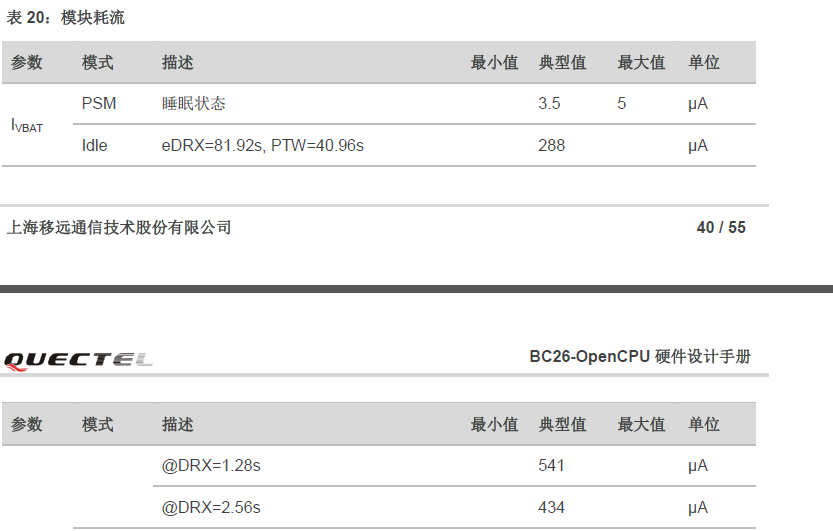 表 20：模块耗流
参数 模式 描述 最小值 典型值 最大值 单位
IVBAT PSM 睡眠状态 3.5 5 μA
Idle eDRX=81.92s, PTW=40.96s 288 μA
上海移远通信技术股份有限公司 40 / 55
QUECTEL BC26-OpenCPU 硬件设计手册
参数 模式 描述 最小值 典型值 最大值 单位
@DRX=1.28s 541 μA
@DRX=2.56s 434 μA